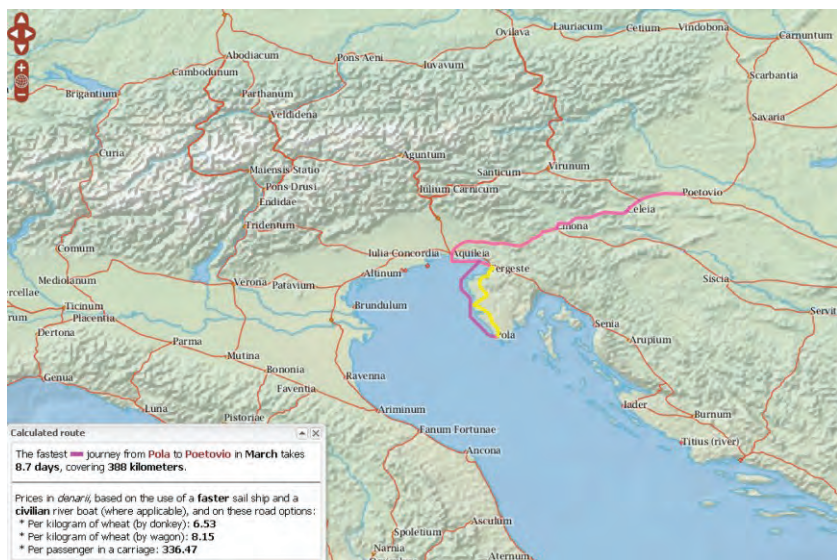 Ovilava
Lauriacum
Cetium
Vindobona
Carnuntum
Abodiacum
Pons Aeni
Iuvavum
Cambodunum
Scarbantia
Brigantium
Parthanum
Veldidena
Savaria
Curia
Aguntum
Maiensis Statio
Santicum
Virunum
Pons Drusi
Iulium Carnicum
Poetovio
Endidae
Celeia
Tridentum
Emona
Comum
Iulia Concordia
Aquileia
Tergeste
Mediolanum
Altinum
Siscia
Verona
Patavium
Ticinum
Brundulum
Placentia
Senia
Dertona
Parma
Pola
Arupium
Mutina
Bononia
Genua
Ravenna
Faventia
Iader
Burnum
Luna
Ariminum
Pistoriae
Titius (river)
Fanum Fortunae
Ancona
Asculum
Spoletium
Narnia
Aternum
Calculated route
The fastest journey from Pola to Poetovio in March takes
8.7 days, covering 388 kilometers.
Prices in denarii, based on the use of a faster sail ship and a
civilian river boat (where applicable), and on these road options:
* Per kilogram of wheat (by donkey): 6.53
* Per kilogram of wheat (by wagon): 8.15
* Per passenger in a carriage: 336.47